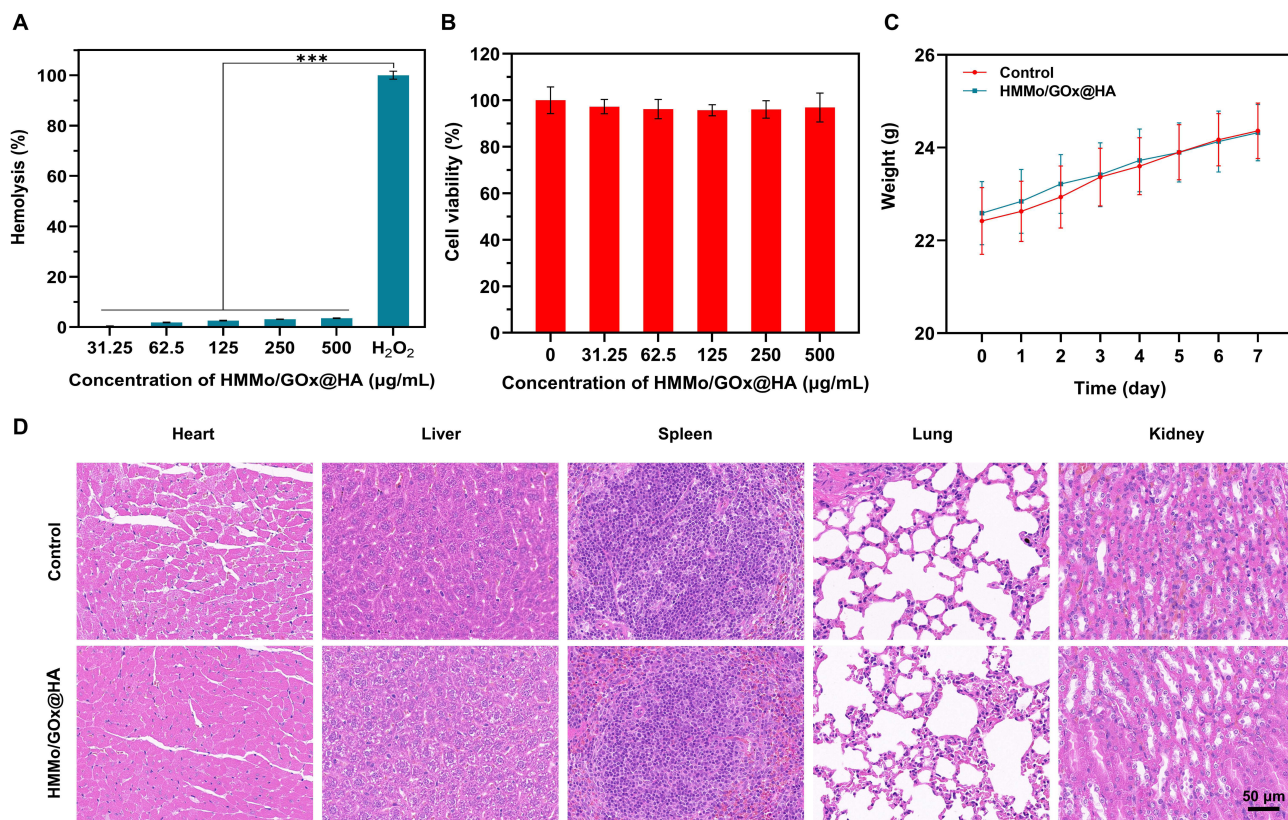 A
***
Hemolysis (%)
100
80
60
40
20
0
31.25 62.5 125 250 500 H₂O₂
Concentration of HMMo/GOx@HA (μg/mL)
B
Cell viability (%)
120
100
80
60
40
20
0
0 31.25 62.5 125 250 500
Concentration of HMMo/GOx@HA (μg/mL)
C
Control
HMMo/GOx@HA
Weight (g)
26
24
22
20
0 1 2 3 4 5 6 7
Time (day)
D
Heart Liver Spleen Lung Kidney
Control
HMMo/GOx@HA
50 μm